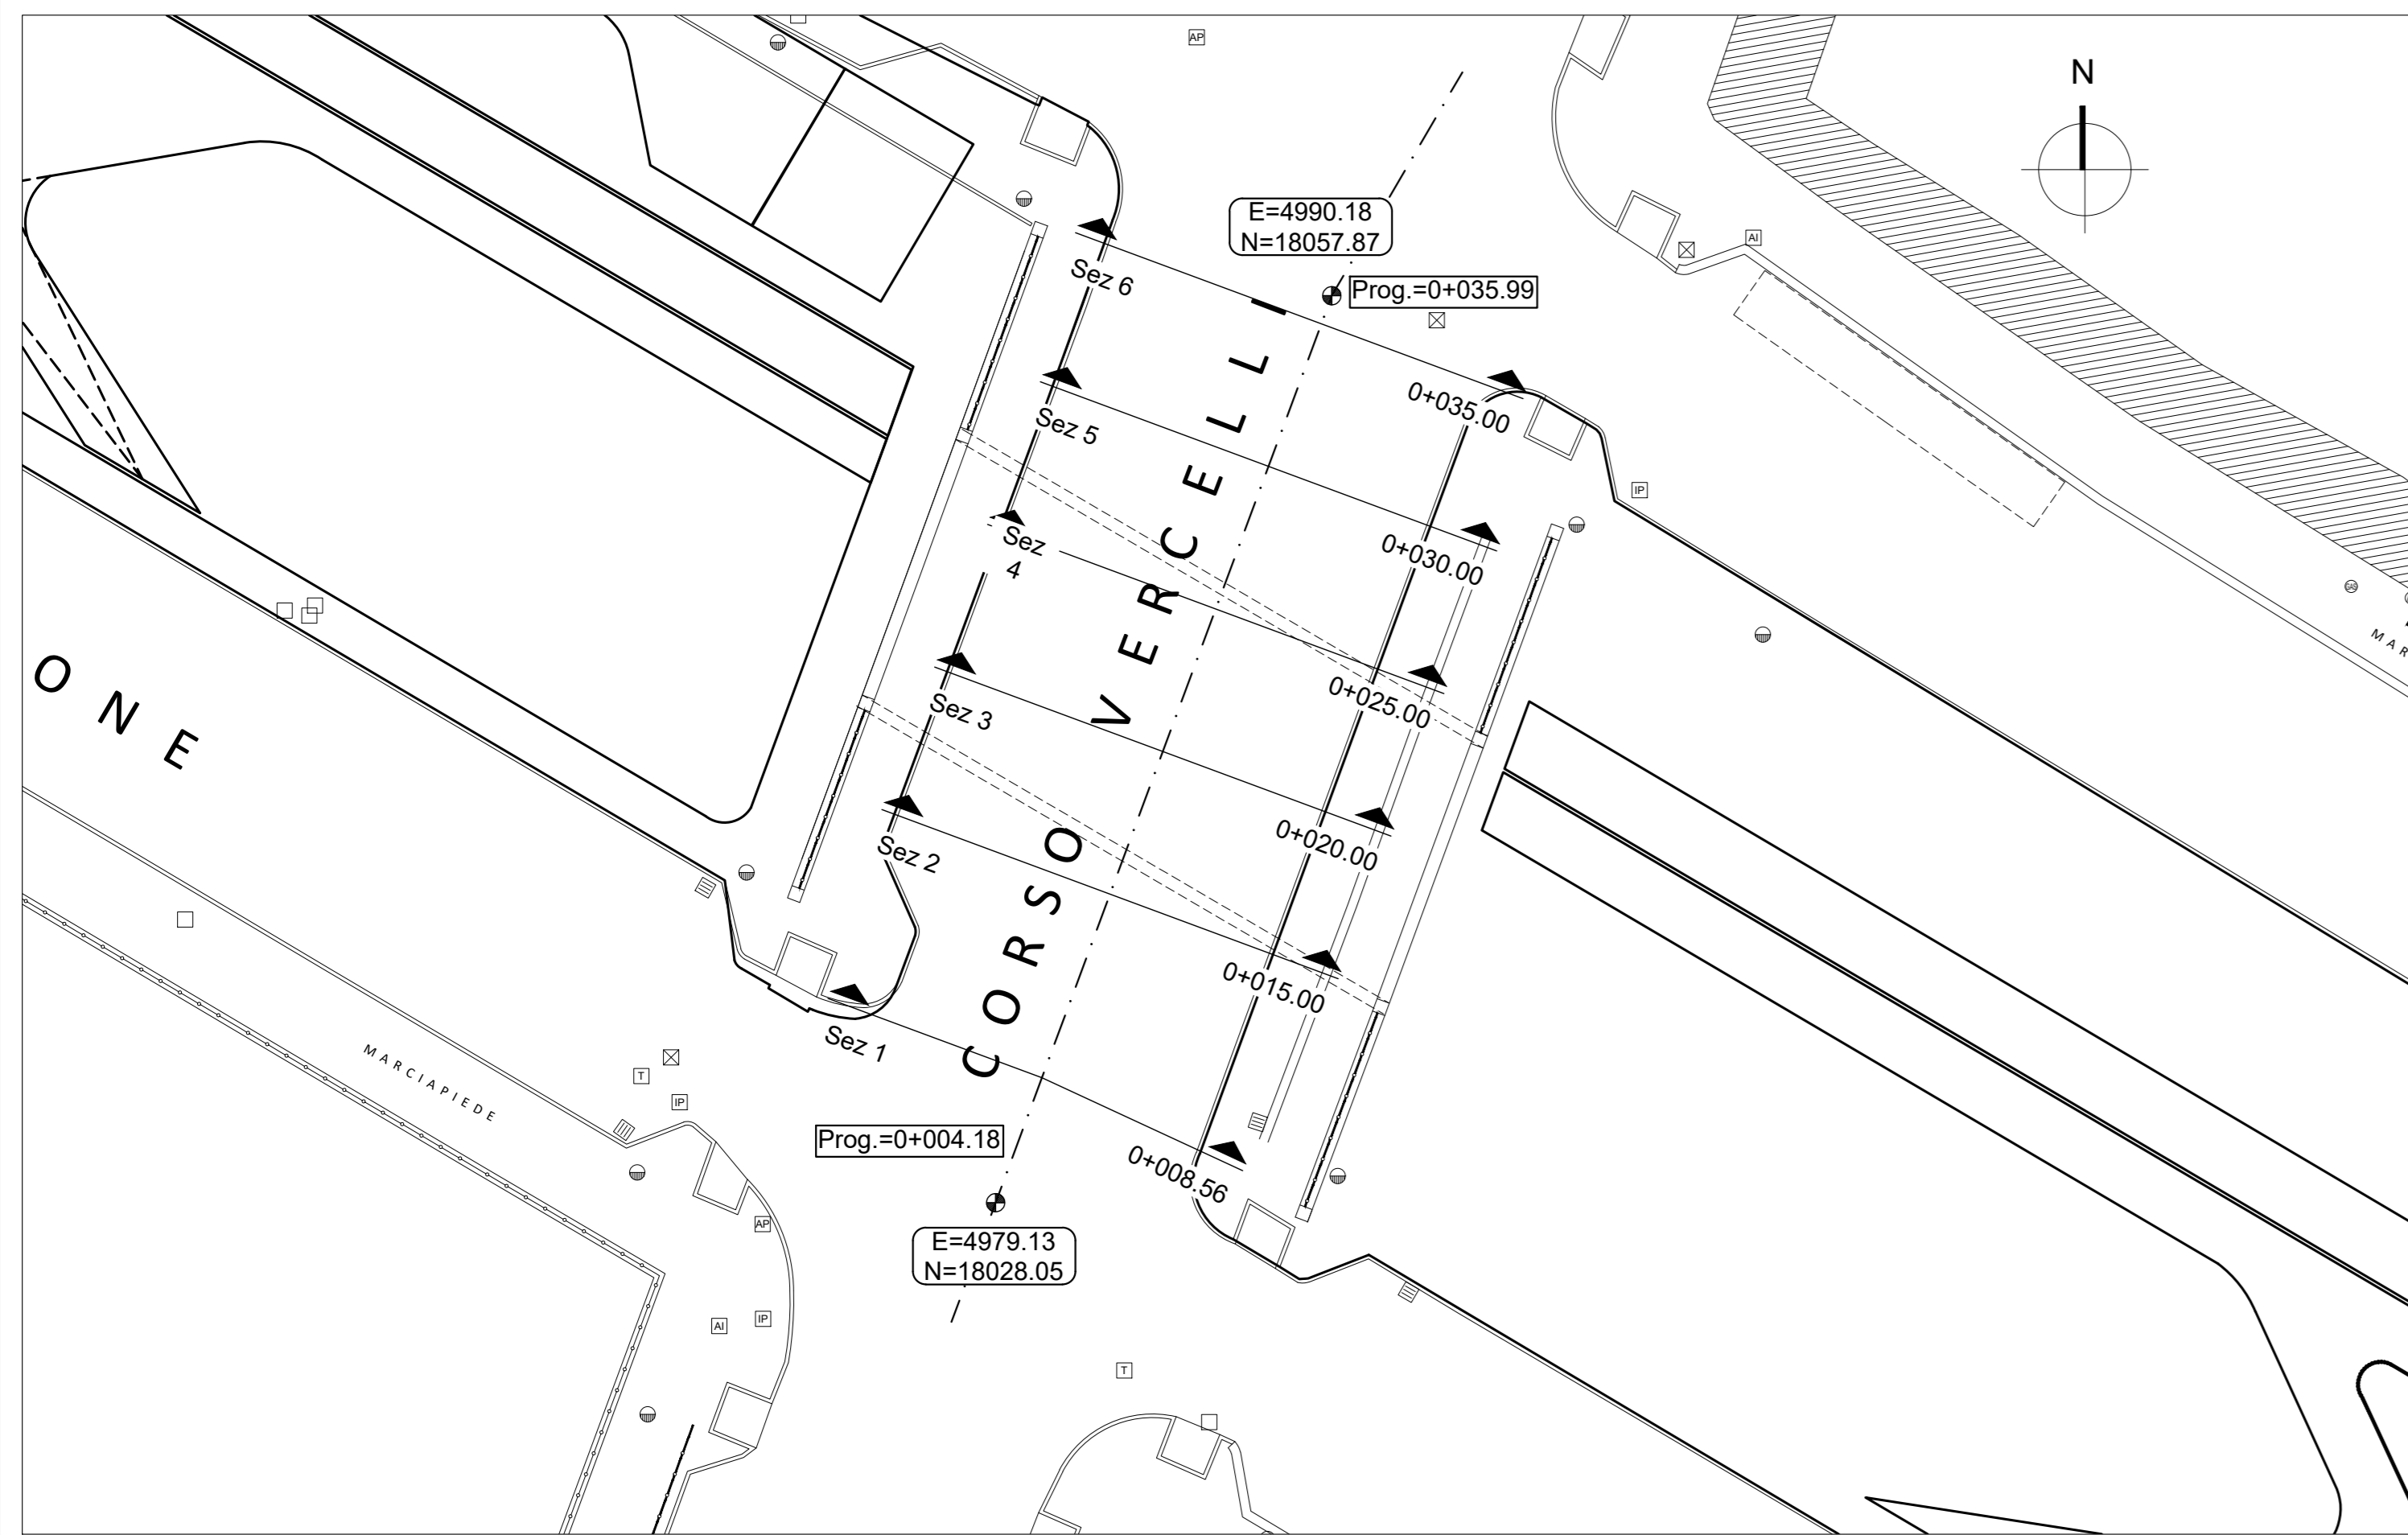 AP
N
E=4990.18
N=18057.87
AI
Prog.=0+035.99
Sez 6
0+035.00
Sez 5
IP
0+030.00
Sez
4
GAS
0+025.00
Sez 3
ONE
0+020.00
Sez 2
0+015.00
Sez 1
CORSO VERCELLI
MARCIAPIEDE
T
IP
Prog.=0+004.18
0+008.56
AP
E=4979.13
N=18028.05
AI
IP
T
MAR